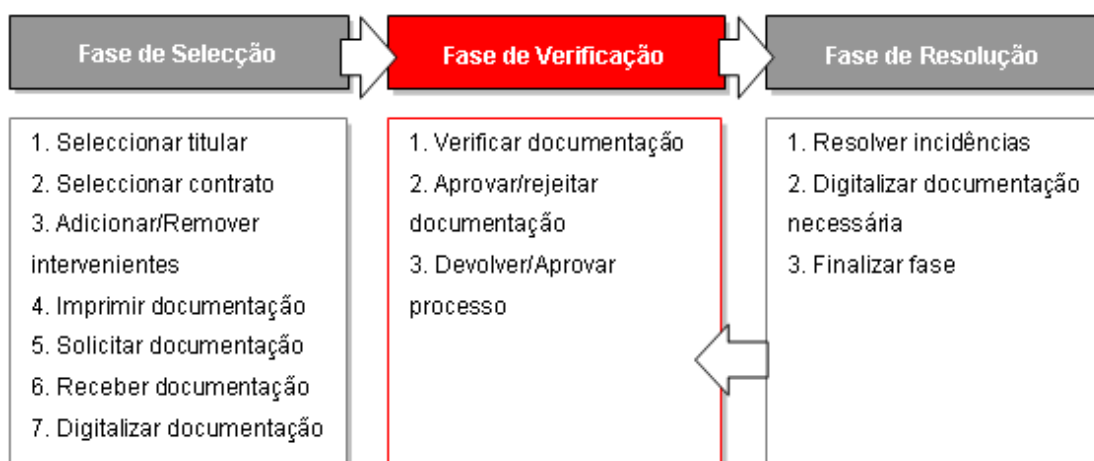 Fase de Selecção
Fase de Verificação
Fase de Resolução
1. Seleccionar titular
2. Seleccionar contrato
3. Adicionar/Remover
intervenientes
4. Imprimir documentação
5. Solicitar documentação
6. Receber documentação
7. Digitalizar documentação
1. Verificar documentação
2. Aprovar/rejeitar
documentação
3. Devolver/Aprovar
processo
1. Resolver incidências
2. Digitalizar documentação
necessária
3. Finalizar fase